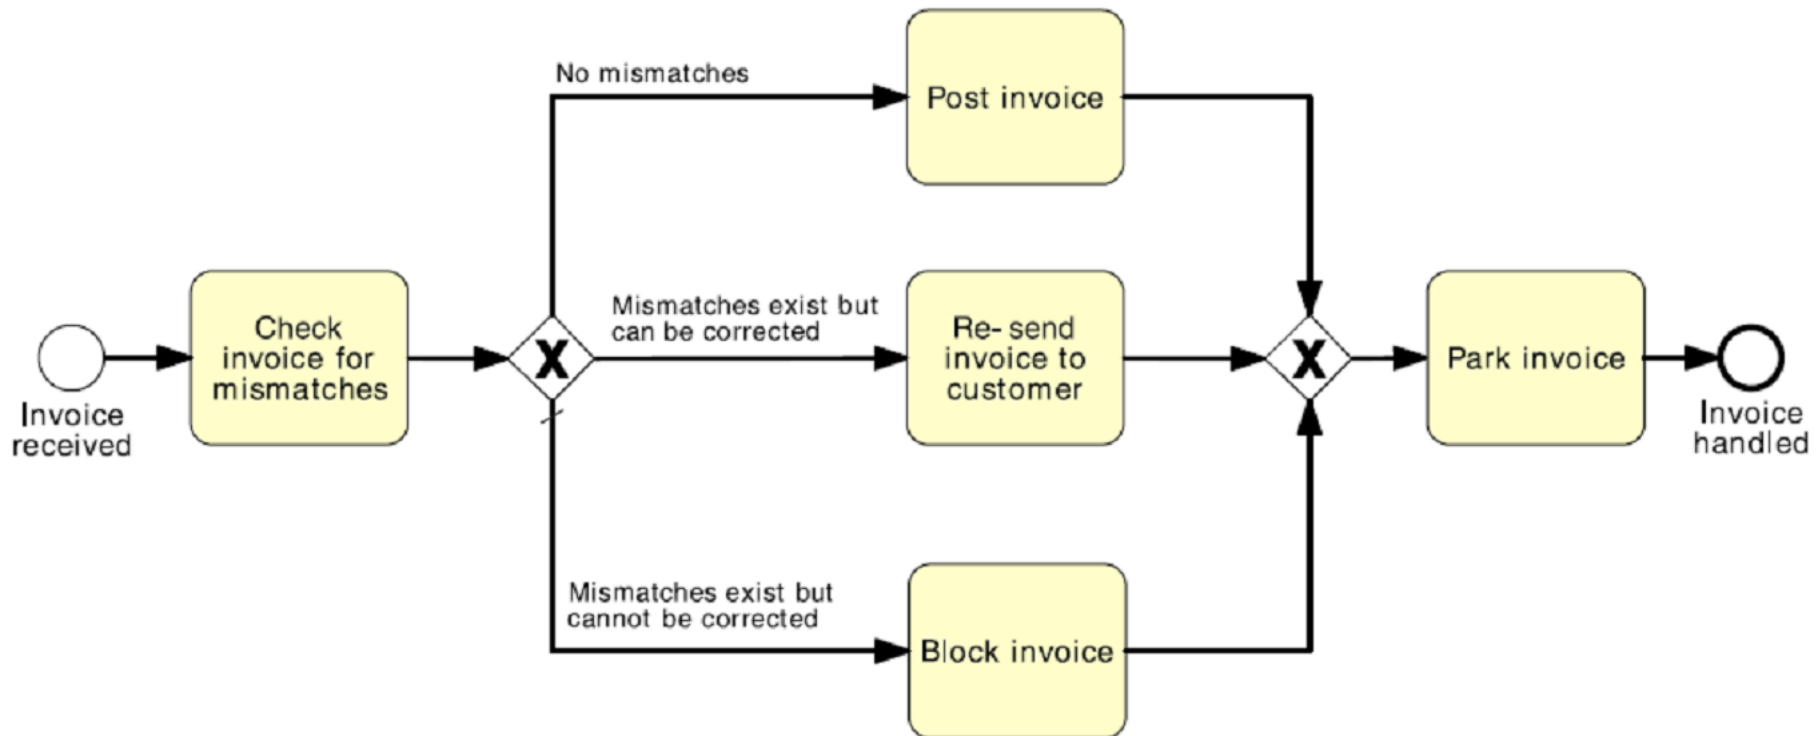 No mismatches
Post invoice
Invoice
received
Check
invoice for
mismatches
X
Mismatches exist but
can be corrected
Re-send
invoice to
customer
X
Park invoice
Invoice
handled
Mismatches exist but
cannot be corrected
Block invoice